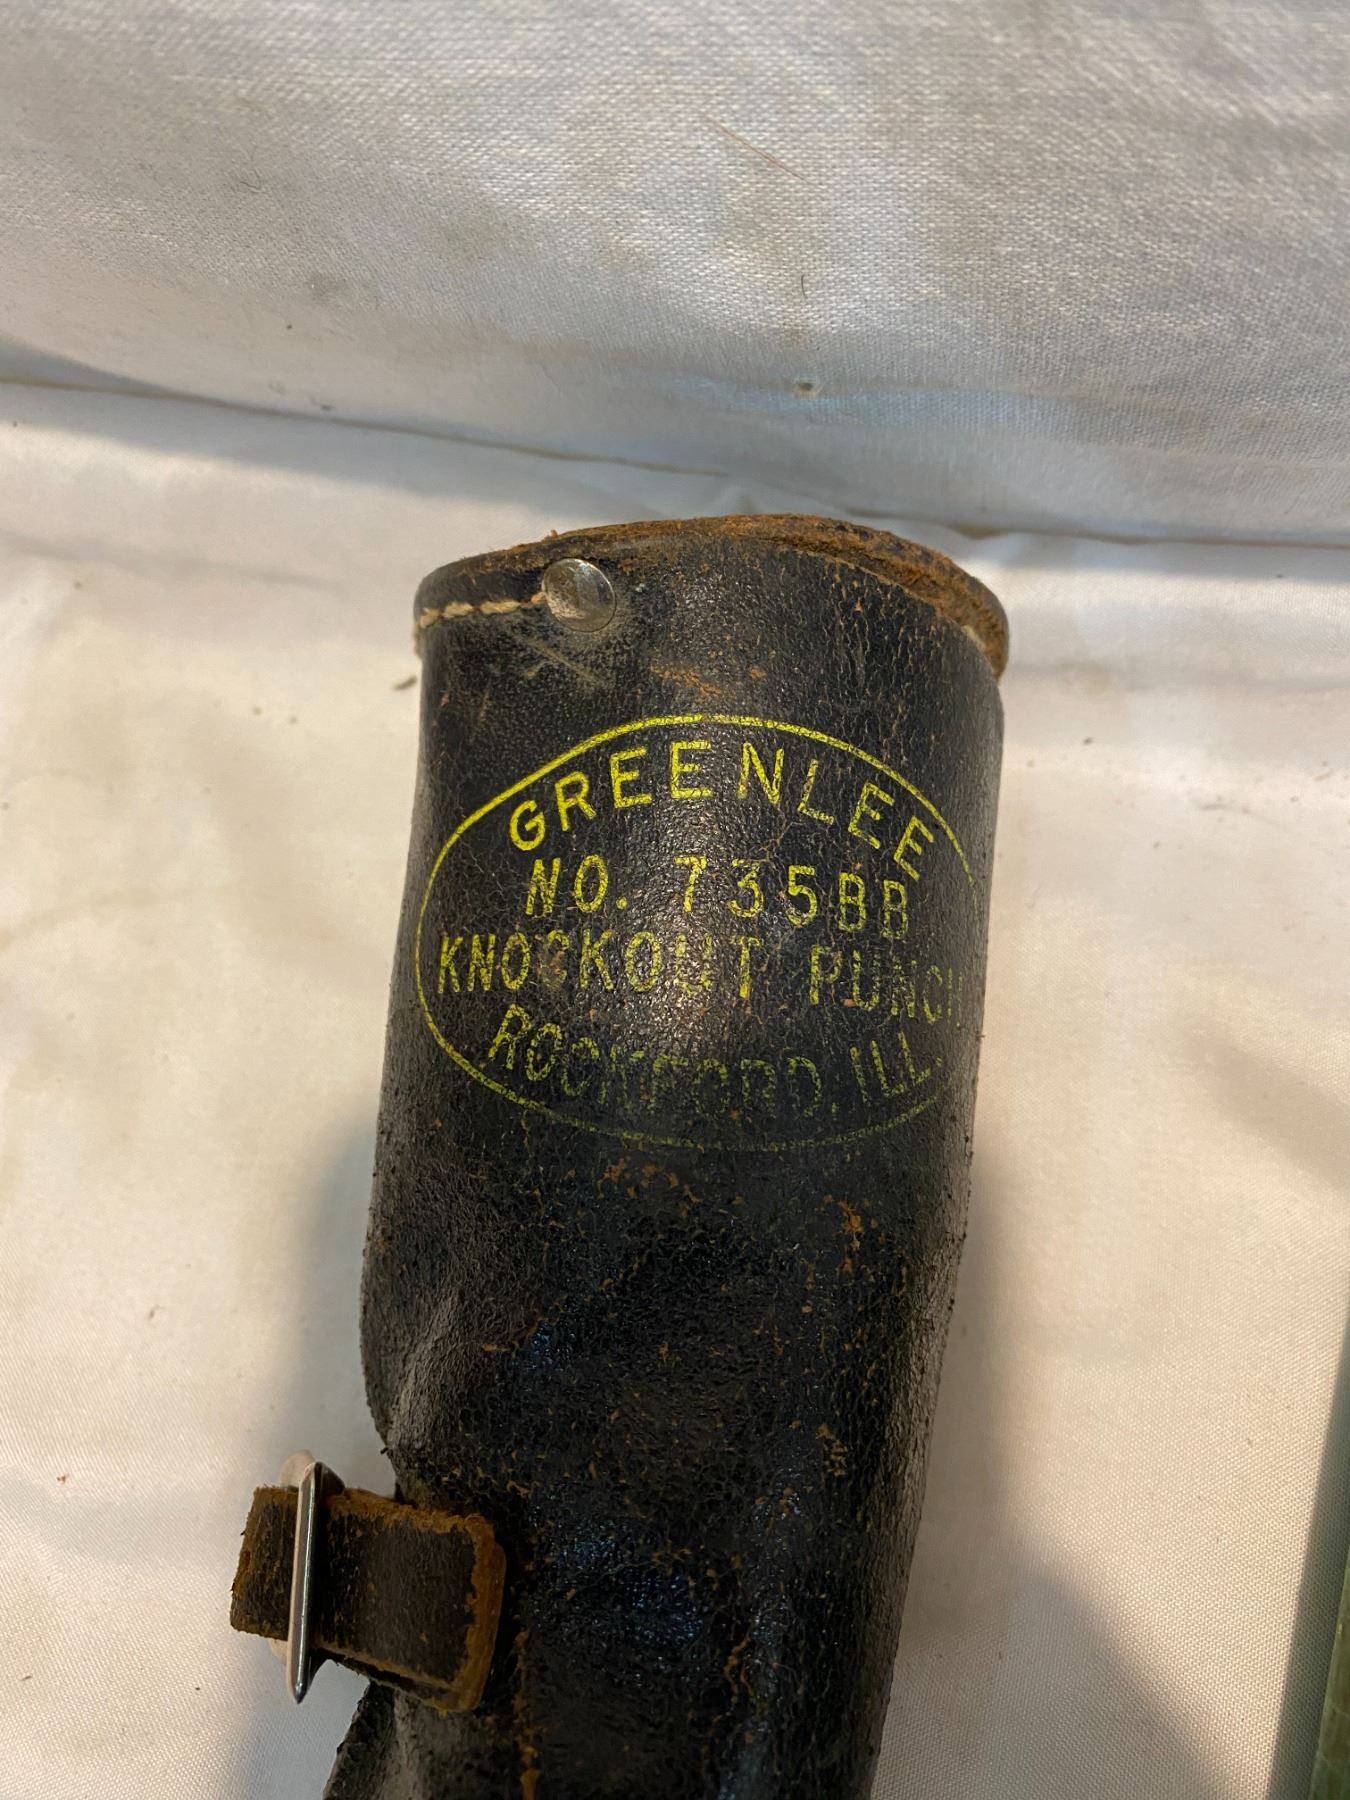 GREENLEE
NO. 735BB
KNOCKOUT PUNCH
ROCKFORD, ILL.